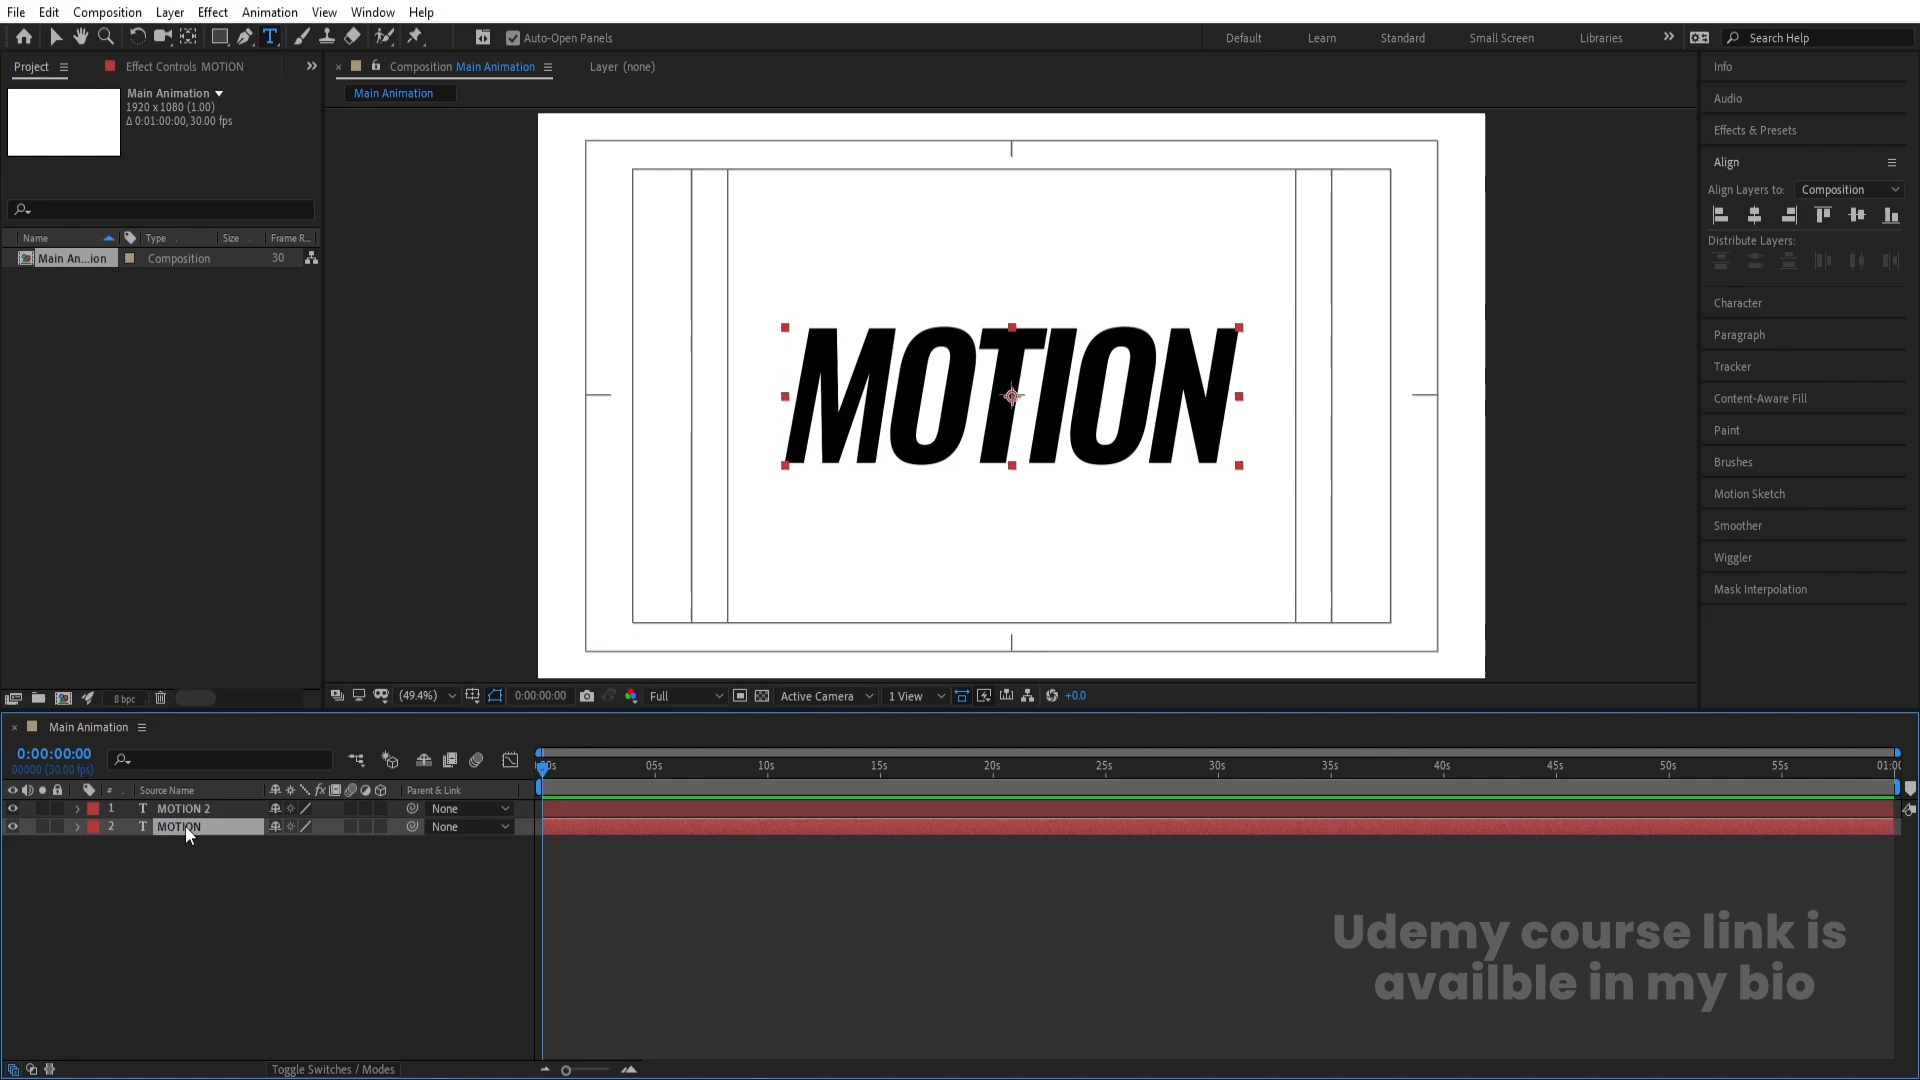 File Edit Composition Layer Effect Animation View Window Help
Auto-Open Panels Default Learn Standard Small Screen Libraries Search Help
Project Effect Controls MOTION Composition Main Animation Layer (none)
Main Animation
Main Animation
1920 x 1080 (1.00)
Δ 0:01:00:00, 30.00 fps
Name Type Size Frame R...
Main An...ion Composition 30
MOTION
Info
Audio
Effects & Presets
Align
Align Layers to: Composition
Distribute Layers:
Character
Paragraph
Tracker
Content-Aware Fill
Paint
Brushes
Motion Sketch
Smoother
Wiggler
Mask Interpolation
8 bpc (49.4%) 0:00:00:00 Full Active Camera 1 View +0.0
Main Animation
0:00:00:00
00000 (30.00 fps)
05s 10s 15s 20s 25s 30s 35s 40s 45s 50s 55s
# Source Name Parent & Link
1 T MOTION 2 None
2 T MOTION None
Udemy course link is
availble in my bio
Toggle Switches / Modes